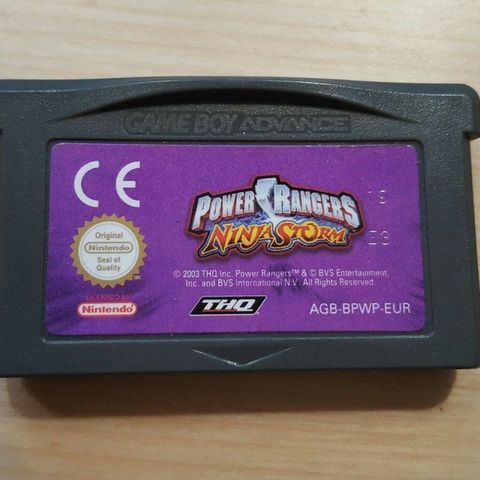 GAME BOY ADVANCE
CE
POWER RANGERS
NINJA STORM
Original
Nintendo
Seal of
Quality
LICENSED BY
Nintendo
© 2003 THQ Inc. Power Rangers™ & © BVS Entertainment,
Inc. and BVS International N.V. All Rights Reserved.
THQ
AGB-BPWP-EUR